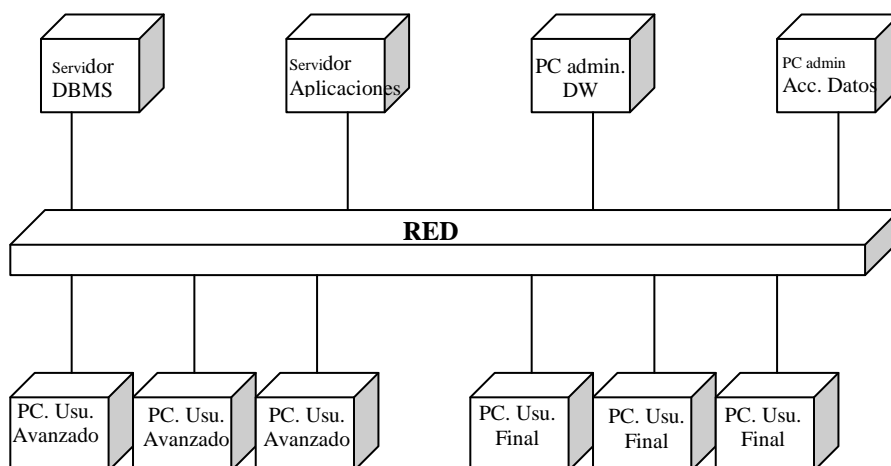 Servidor
DBMS
Servidor
Aplicaciones
PC admin.
DW
PC admin
Acc. Datos
RED
PC. Usu.
Avanzado
PC. Usu.
Avanzado
PC. Usu.
Avanzado
PC. Usu.
Final
PC. Usu.
Final
PC. Usu.
Final